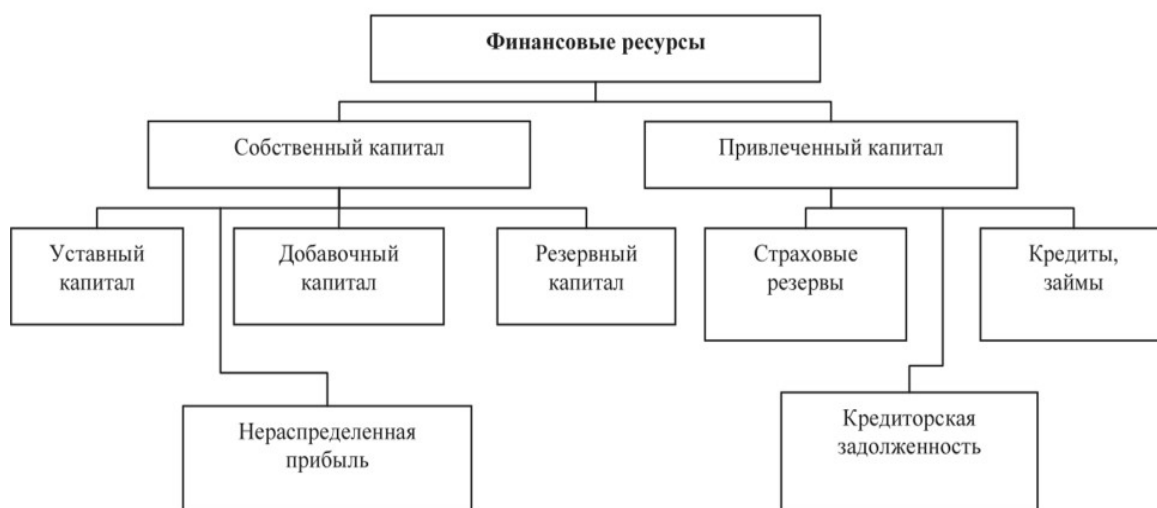 Финансовые ресурсы
Собственный капитал
Привлеченный капитал
Уставный
капитал
Добавочный
капитал
Резервный
капитал
Страховые
резервы
Кредиты,
займы
Нераспределенная
прибыль
Кредиторская
задолженность